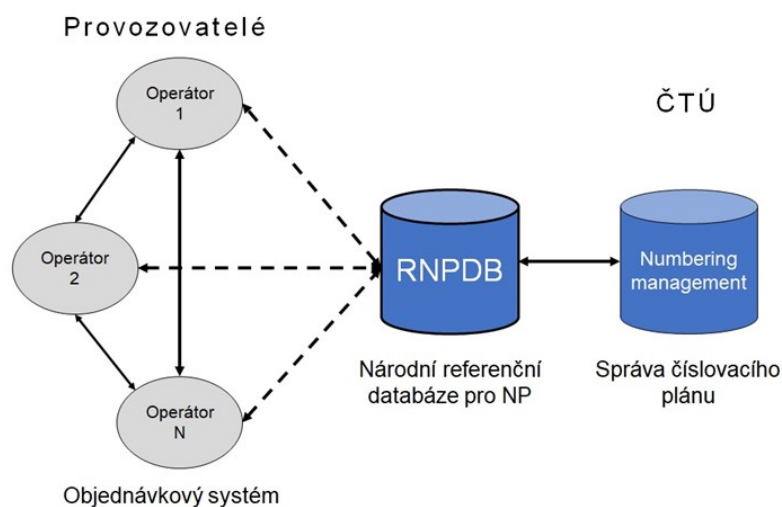 Provozovatelé
Operátor
1
ČTÚ
Operátor
2
RNPDB
Numbering
management
Národní referenční
databáze pro NP
Správa číslovacího
plánu
Operátor
N
Objednávkový systém